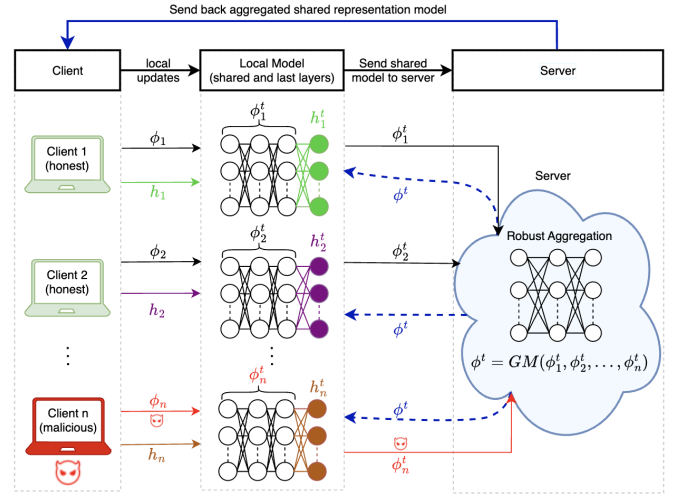 Send back aggregated shared representation model
Client
local
updates
Local Model
(shared and last layers)
Send shared
model to server
Server
Client 1
(honest)
ϕ₁
h₁
ϕ₁ᵗ
h₁ᵗ
ϕ₁ᵗ
ϕᵗ
Server
Client 2
(honest)
ϕ₂
h₂
ϕ₂ᵗ
h₂ᵗ
ϕ₂ᵗ
ϕᵗ
Robust Aggregation
ϕᵗ = GM(ϕ₁ᵗ, ϕ₂ᵗ, . . . , ϕₙᵗ)
Client n
(malicious)
ϕₙ
hₙ
ϕₙᵗ
hₙᵗ
ϕᵗ
ϕₙᵗ